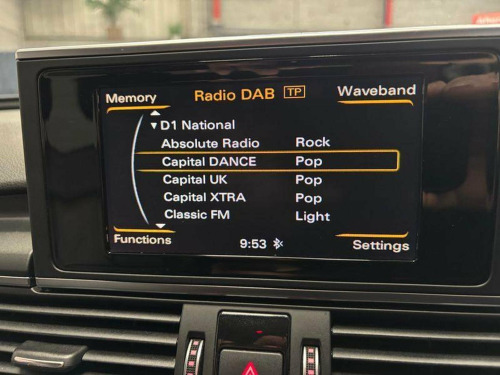 Memory Radio DAB TP Waveband
D1 National
Absolute Radio Rock
Capital DANCE Pop
Capital UK Pop
Capital XTRA Pop
Classic FM Light
Functions 9:53 Settings